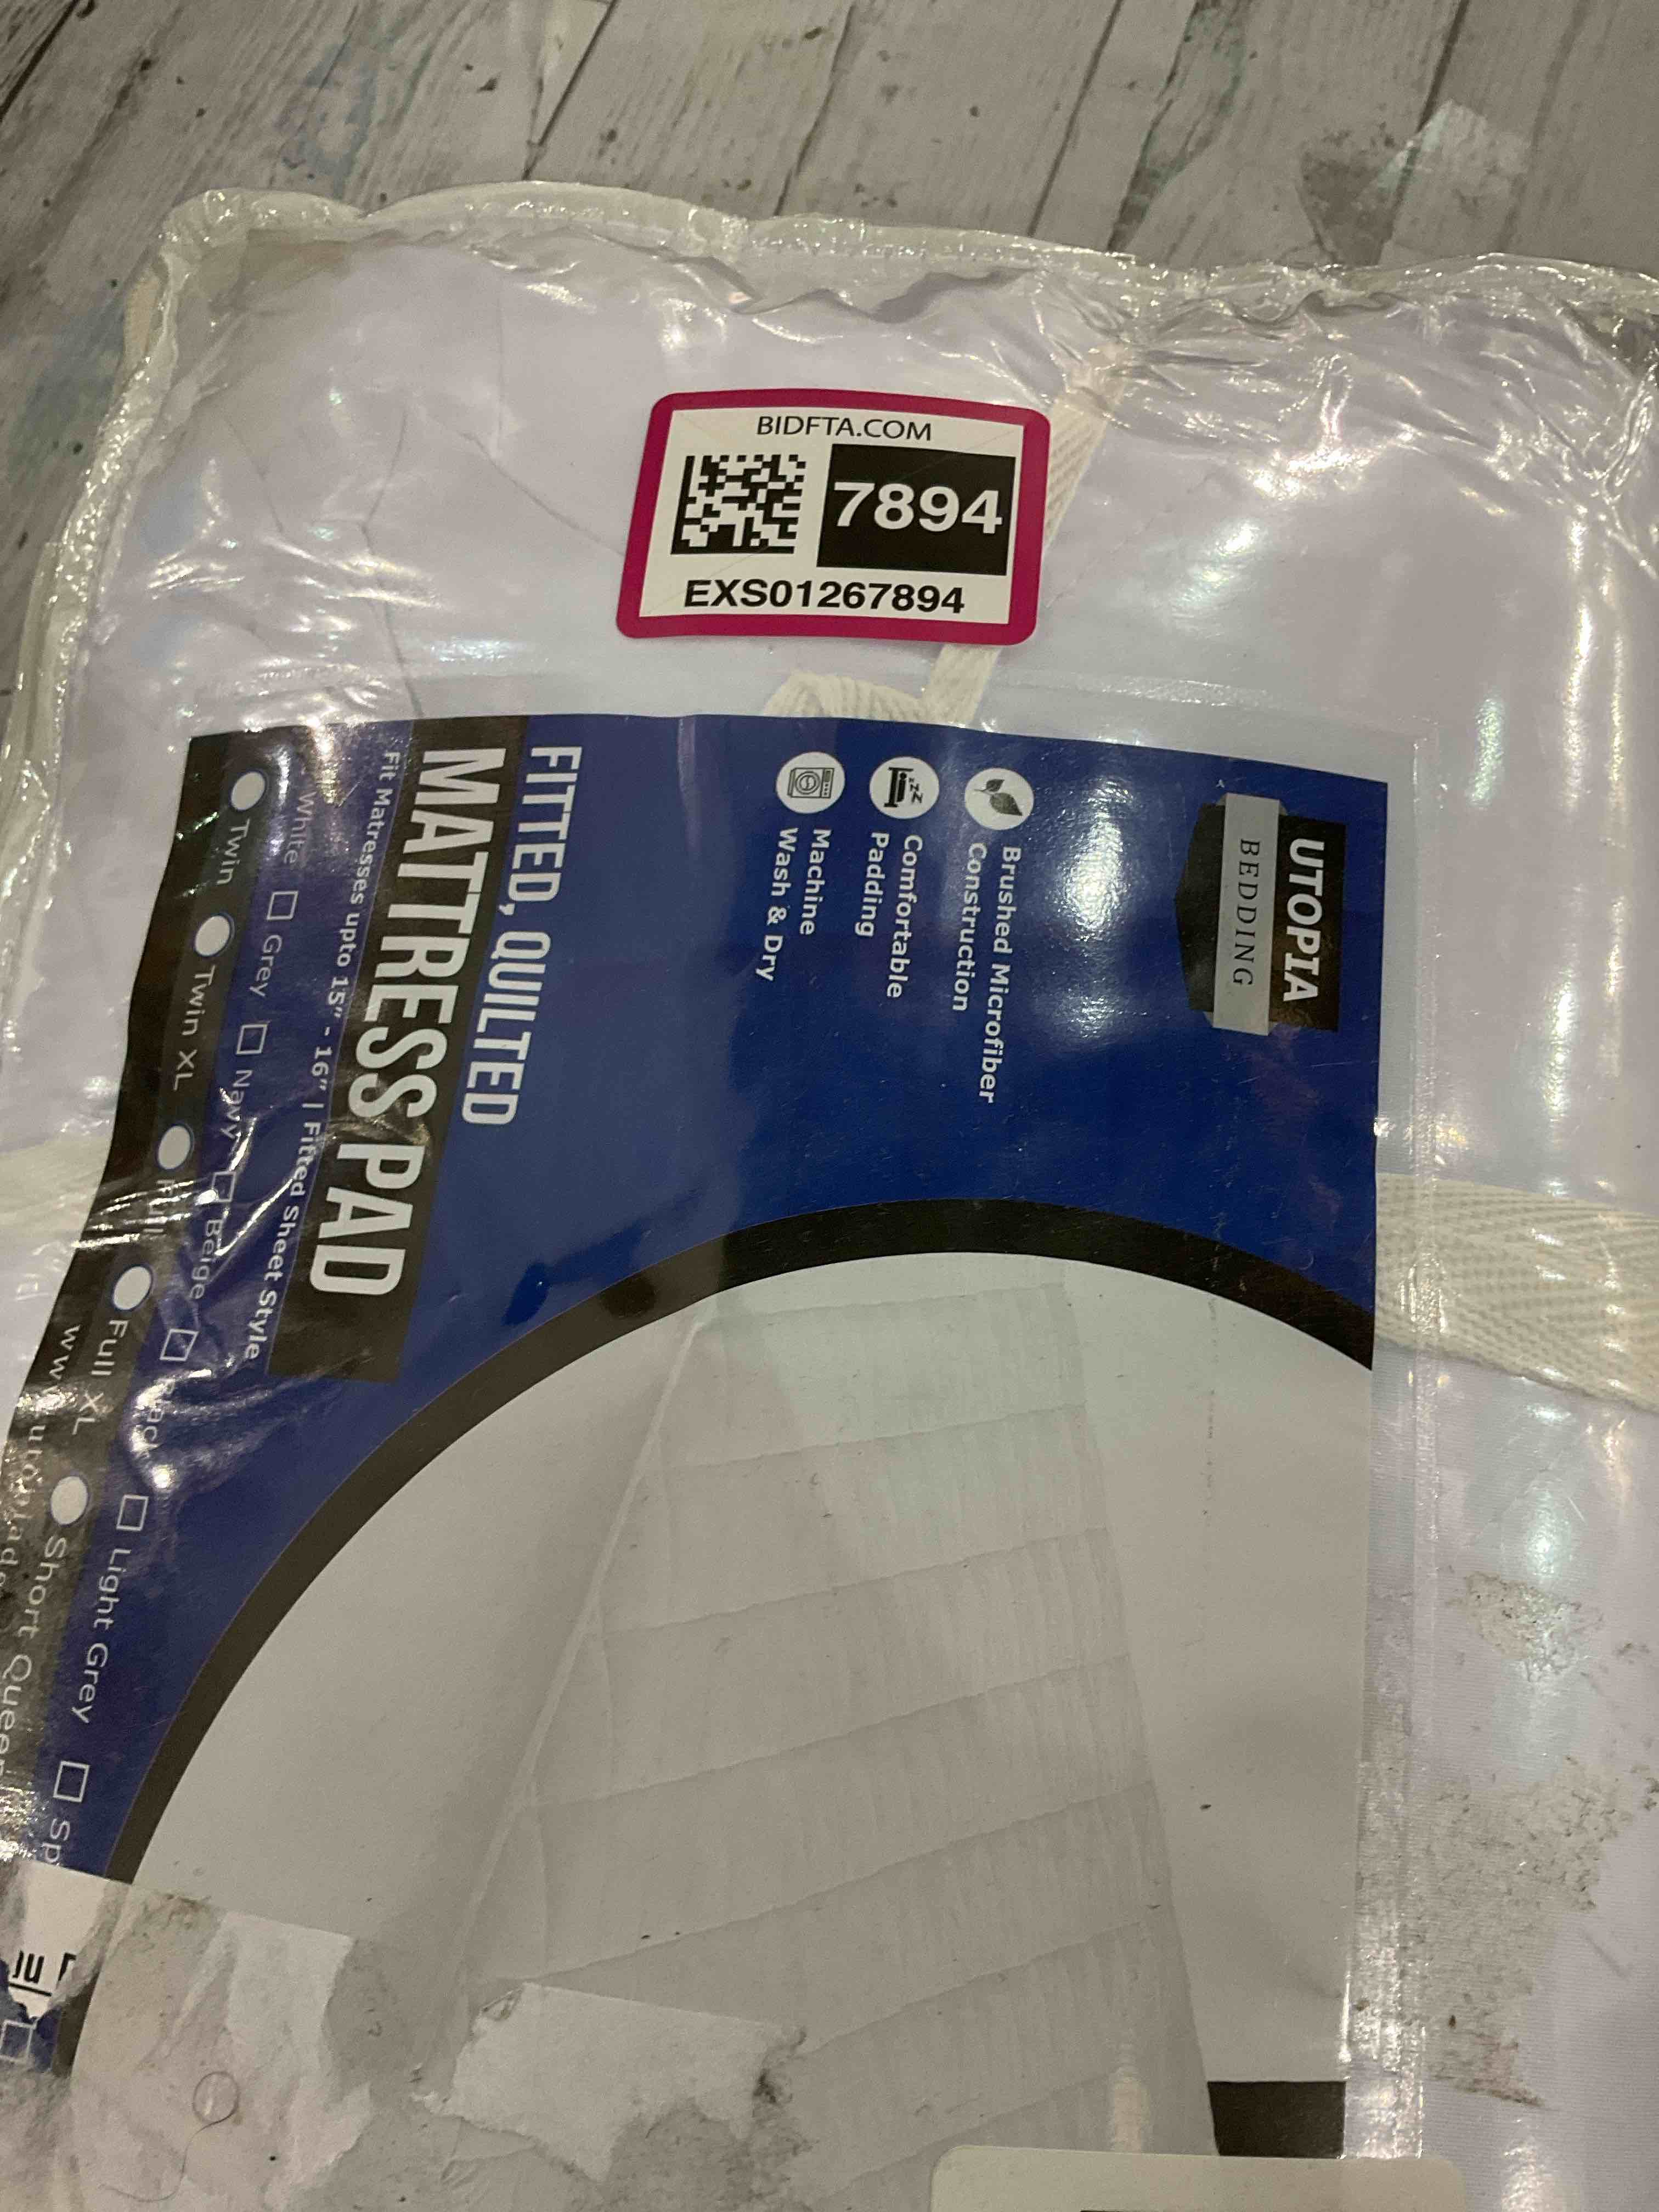 BIDFTA.COM
7894
EXS01267894
UTOPIA
BEDDING
Brushed Microfiber
Construction
Comfortable
Padding
Machine
Wash & Dry
FITTED, QUILTED
MATTRESS PAD
Fit Matresses upto 15" - 16" | Fitted Sheet Style
White Grey Navy Beige Light Grey
Twin Twin XL Full Full XL Short Queen